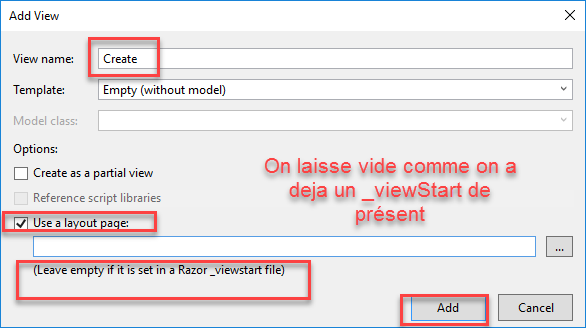 Add View
View name: Create
Template: Empty (without model)
Model class:
Options:
Create as a partial view
Reference script libraries
Use a layout page:
...
(Leave empty if it is set in a Razor _viewstart file)
On laisse vide comme on a
deja un _viewStart de
présent
Add Cancel